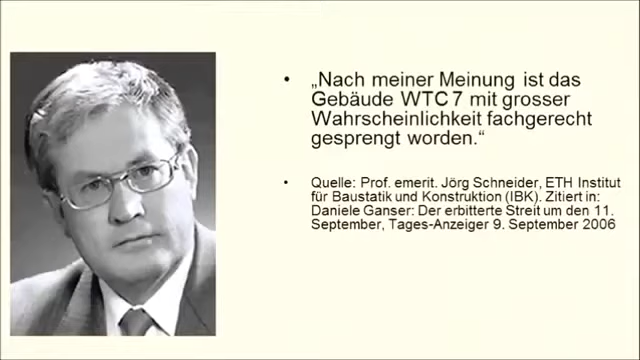 „Nach meiner Meinung ist das
Gebäude WTC 7 mit grosser
Wahrscheinlichkeit fachgerecht
gesprengt worden.“
Quelle: Prof. emerit. Jörg Schneider, ETH Institut
für Baustatik und Konstruktion (IBK). Zitiert in:
Daniele Ganser: Der erbitterte Streit um den 11.
September, Tages-Anzeiger 9. September 2006